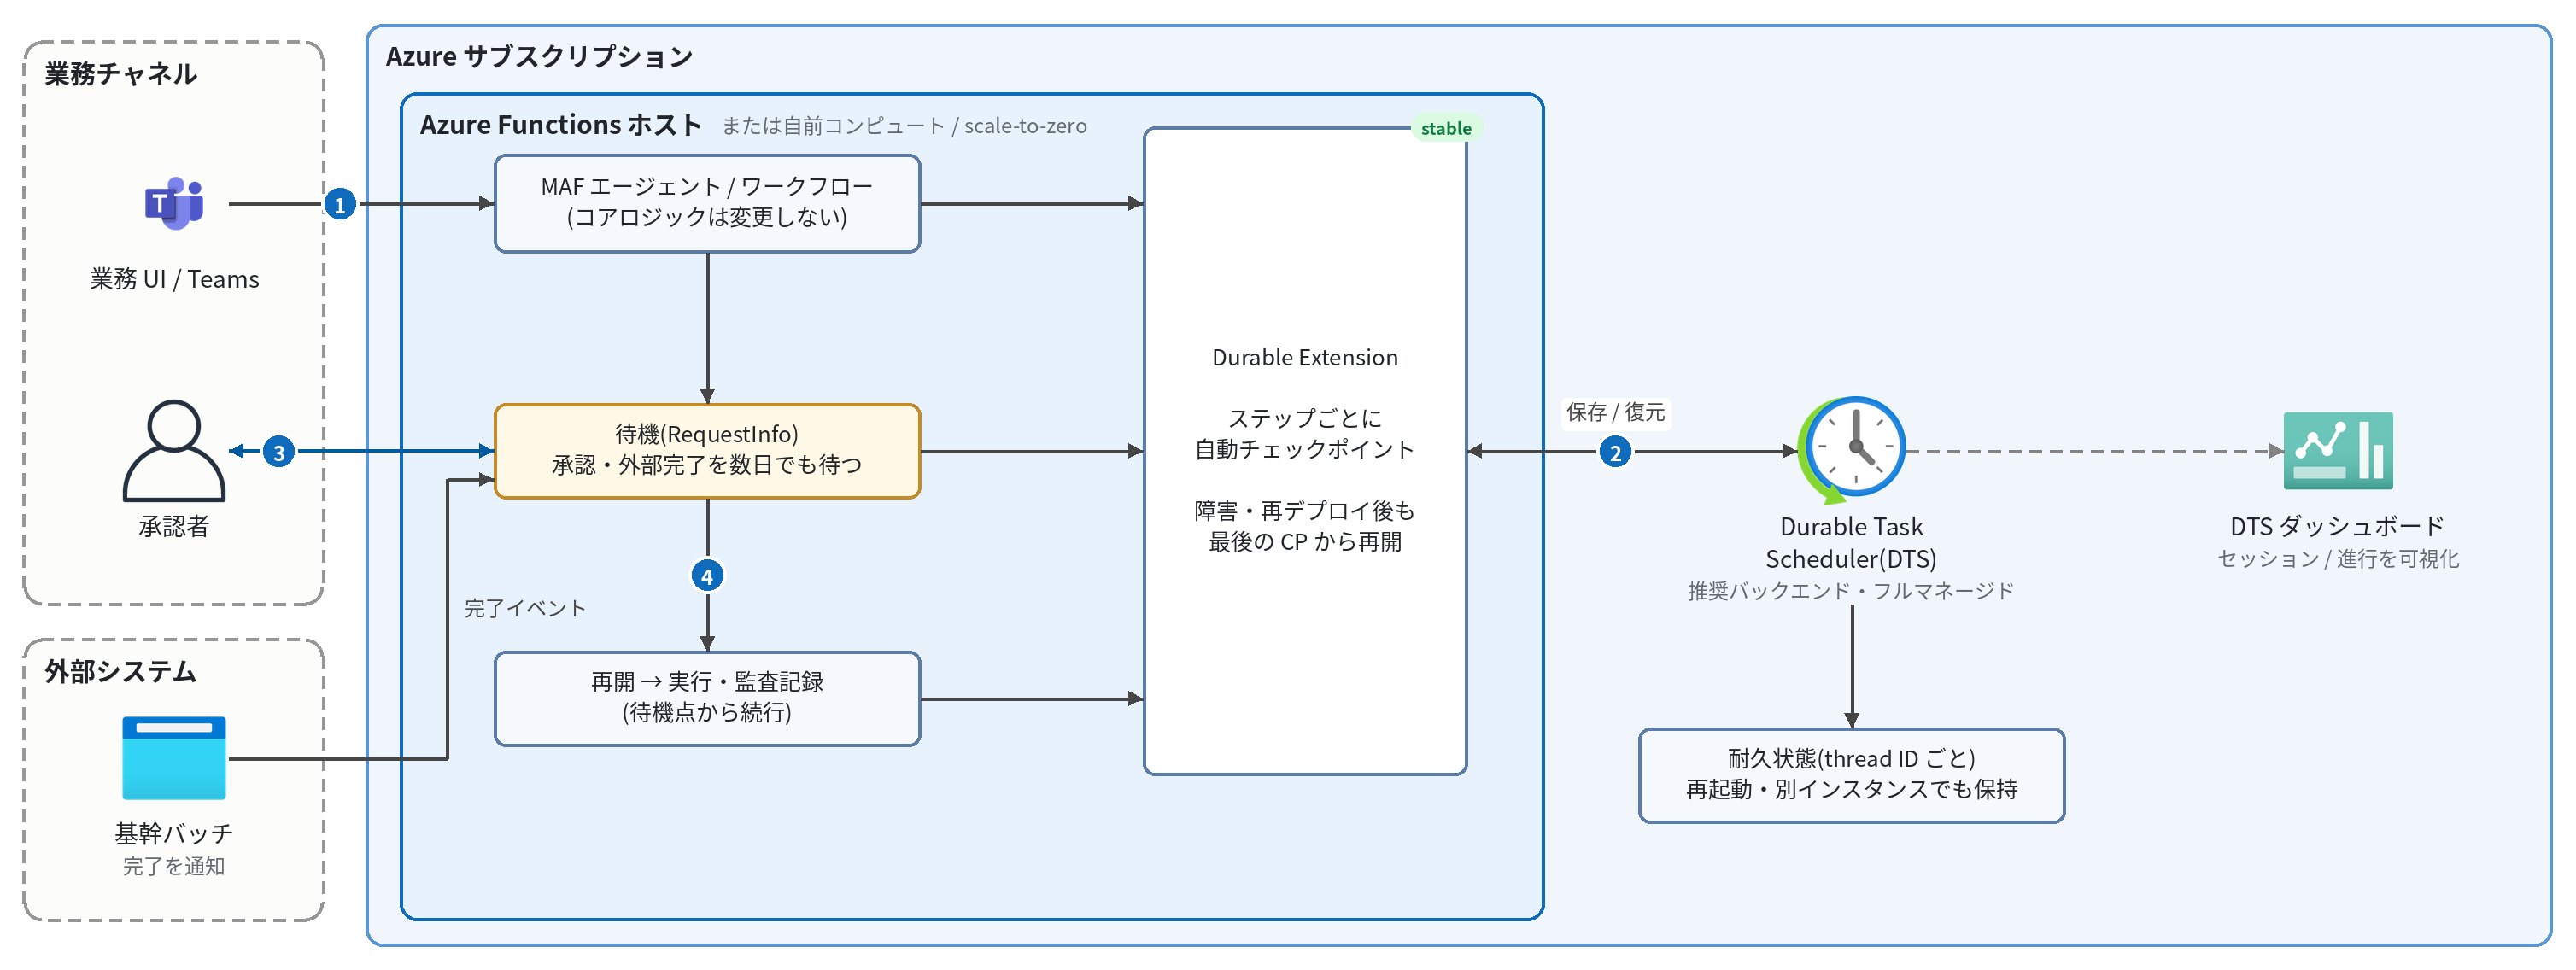 業務チャネル
業務 UI / Teams
承認者
外部システム
基幹バッチ
完了を通知
Azure サブスクリプション
Azure Functions ホスト または自前コンピュート / scale-to-zero
1
MAF エージェント / ワークフロー
(コアロジックは変更しない)
3
待機(RequestInfo)
承認・外部完了を数日でも待つ
4
完了イベント
再開 → 実行・監査記録
(待機点から続行)
stable
Durable Extension
ステップごとに
自動チェックポイント
障害・再デプロイ後も
最後の CP から再開
保存 / 復元
2
Durable Task
Scheduler(DTS)
推奨バックエンド・フルマネージド
耐久状態(thread ID ごと)
再起動・別インスタンスでも保持
DTS ダッシュボード
セッション / 進行を可視化